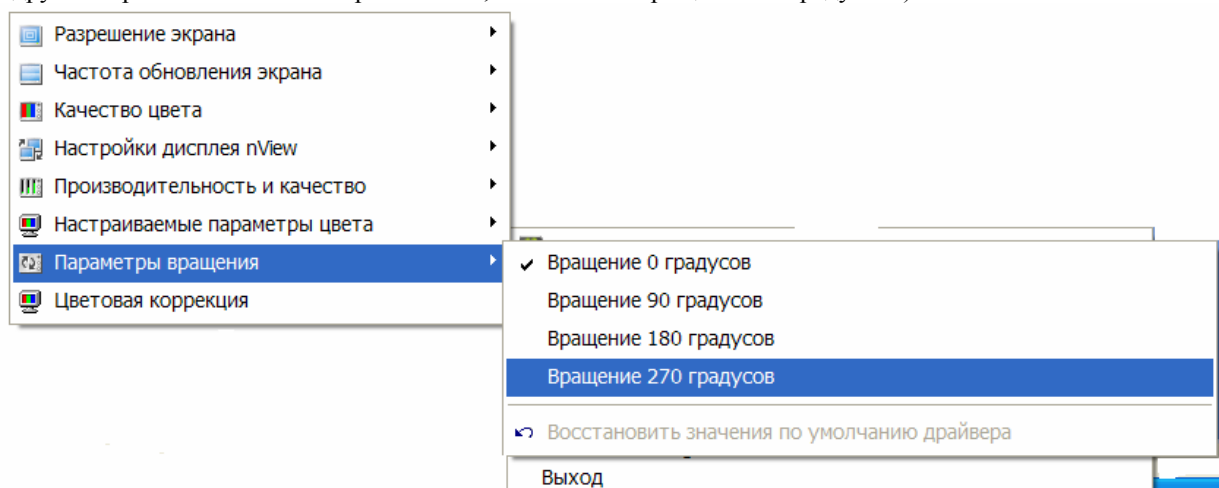 Разрешение экрана
Частота обновления экрана
Качество цвета
Настройки дисплея nView
Производительность и качество
Настраиваемые параметры цвета
Параметры вращения
Цветовая коррекция
Вращение 0 градусов
Вращение 90 градусов
Вращение 180 градусов
Вращение 270 градусов
Восстановить значения по умолчанию драйвера
Выход